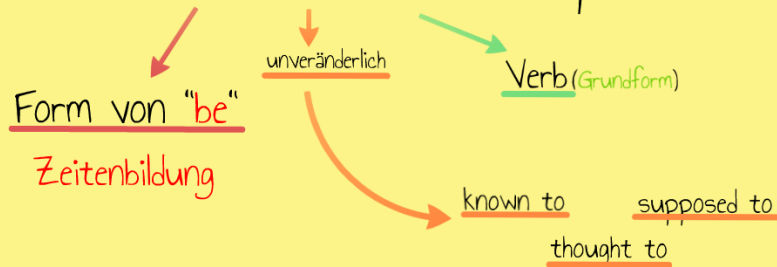 unveränderlich
Verb (Grundform)
Form von "be"
Zeitenbildung
known to
supposed to
thought to